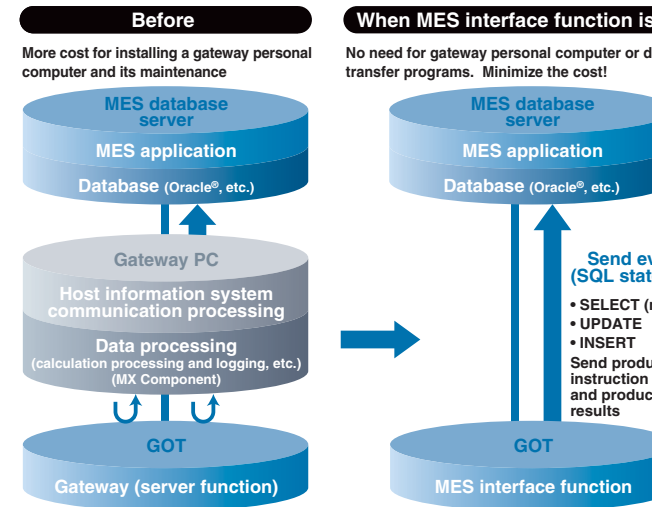 Before
More cost for installing a gateway personal
computer and its maintenance
MES database
server
MES application
Database (Oracle®, etc.)
Gateway PC
Host information system
communication processing
Data processing
(calculation processing and logging, etc.)
(MX Component)
GOT
Gateway (server function)
When MES interface function is
No need for gateway personal computer or d
transfer programs. Minimize the cost!
MES database
server
MES application
Database (Oracle®, etc.)
Send ev
(SQL stat
• SELECT (r
• UPDATE
• INSERT
Send produ
instruction
and produc
results
GOT
MES interface function